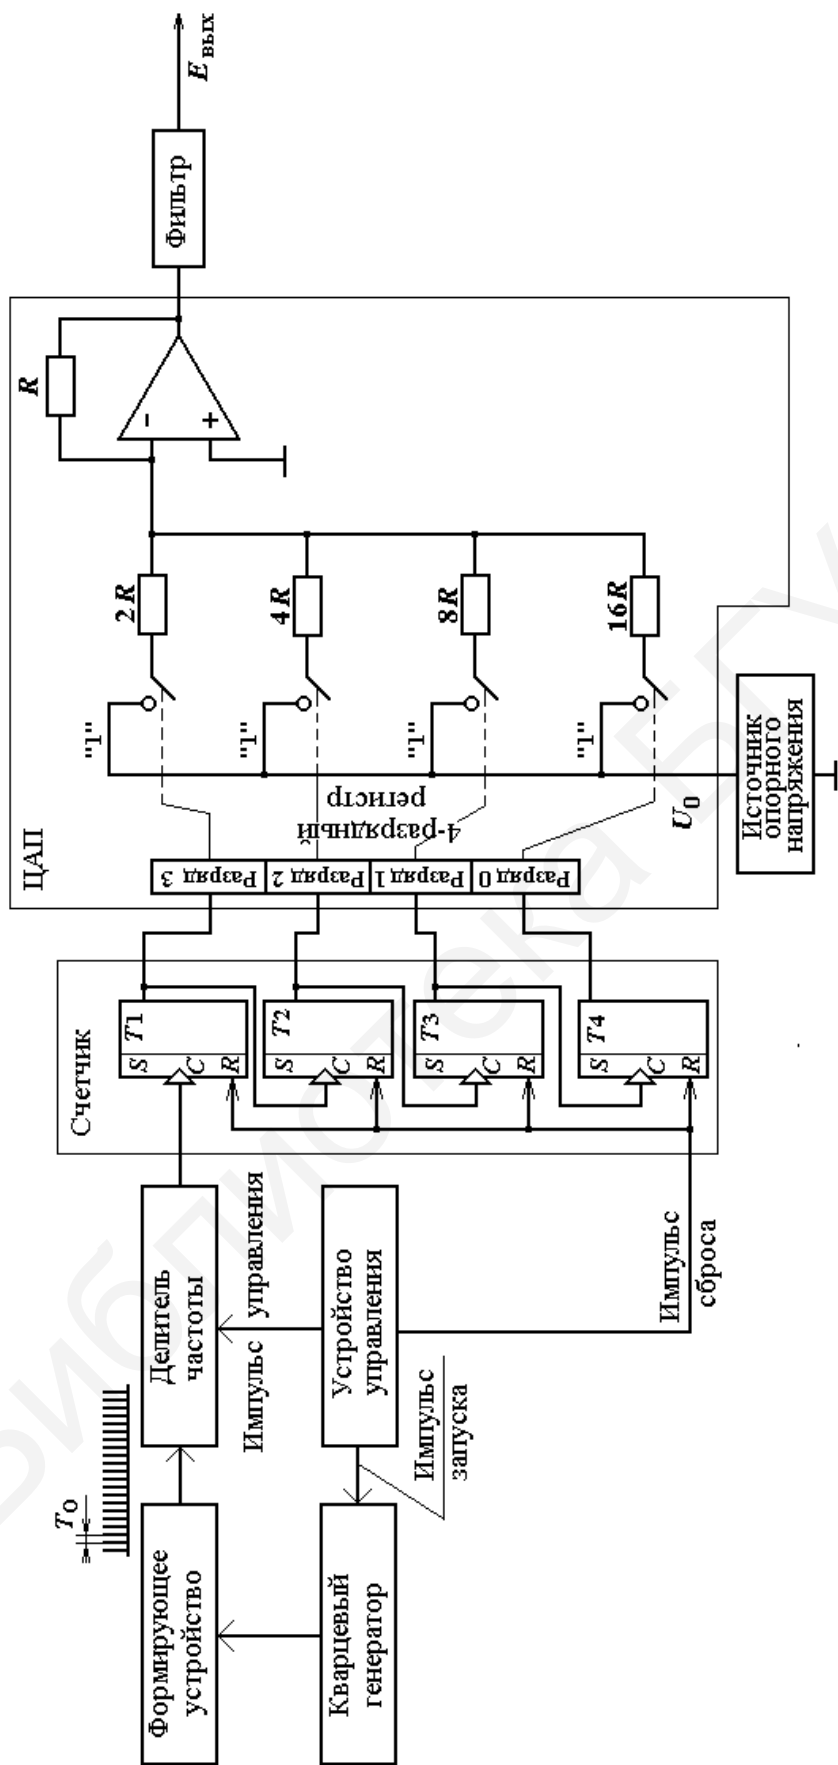 Формирующее
устройство
T0
Кварцевый
генератор
Импульс
запуска
Делитель
частоты
Импульс
управления
Устройство
управления
Импульс
сброса
Счетчик
S
T1
C
R
S
T2
C
R
S
T3
C
R
S
T4
C
R
ЦАП
Разряд 3
Разряд 2
Разряд 1
Разряд 0
4-разрядный
регистр
"1"
"1"
"1"
"1"
U0
Источник
опорного
напряжения
2R
4R
8R
16R
R
-
+
Фильтр
Eвых
Библиотека БГУ